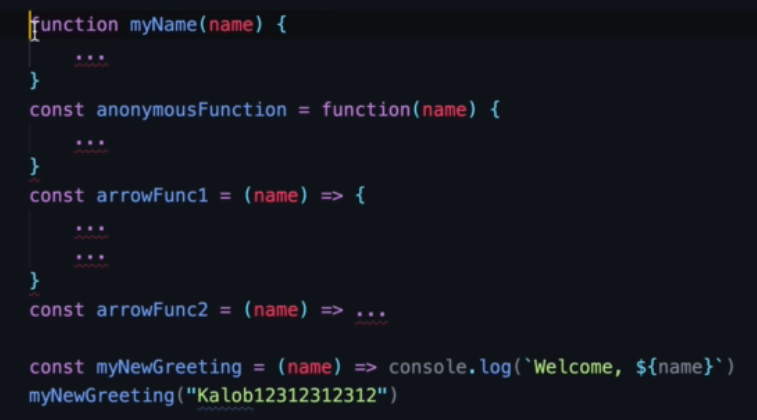 function myName(name) {
    ...
}
const anonymousFunction = function(name) {
    ...
}
const arrowFunc1 = (name) => {
    ...
    ...
}
const arrowFunc2 = (name) => ...
const myNewGreeting = (name) => console.log(`Welcome, ${name}`)
myNewGreeting("Kalob12312312312")